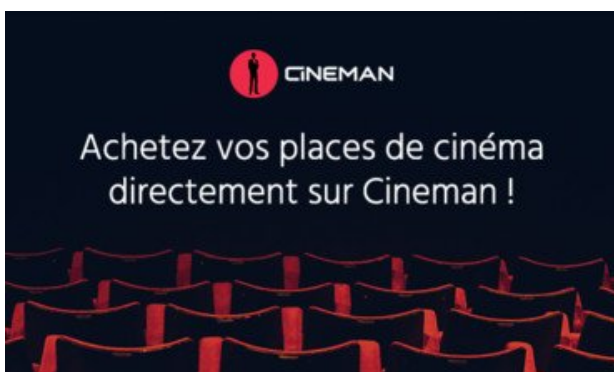 CiNEMAN
Achetez vos places de cinéma
directement sur Cineman !